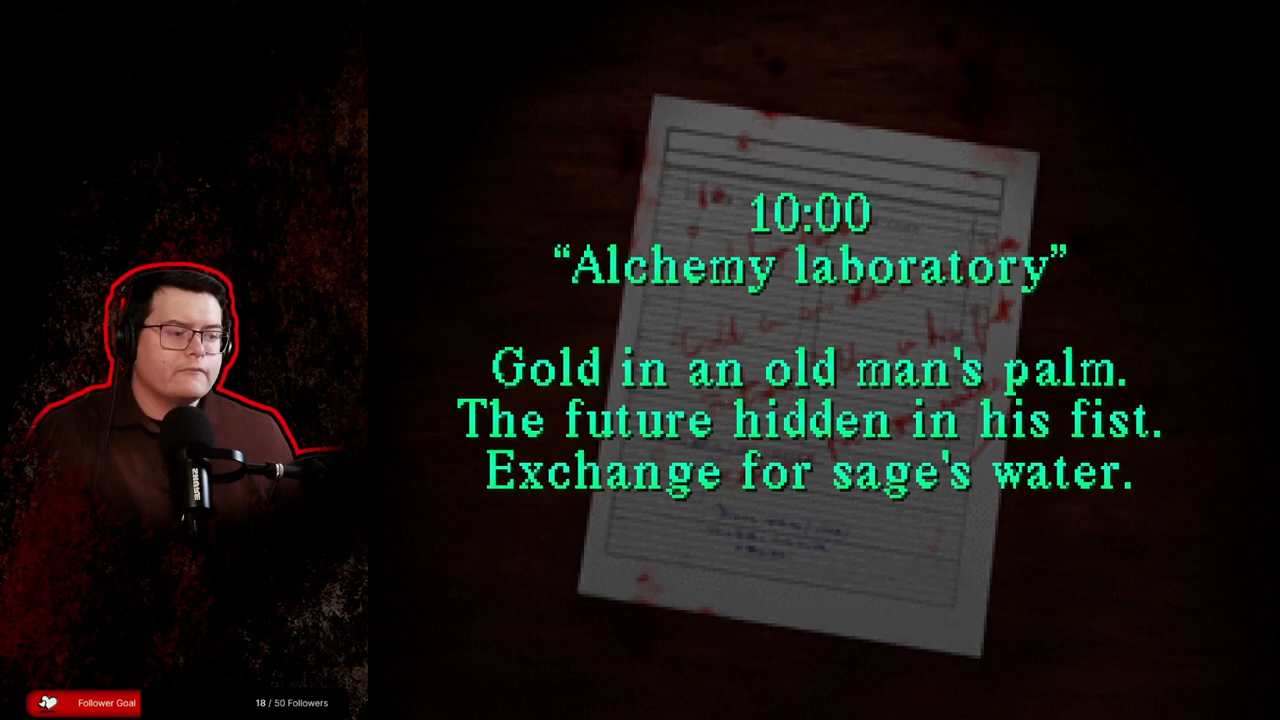 10:00
“Alchemy laboratory”
Gold in an old man's palm.
The future hidden in his fist.
Exchange for sage's water.
SHURE
Follower Goal
18 / 50 Followers